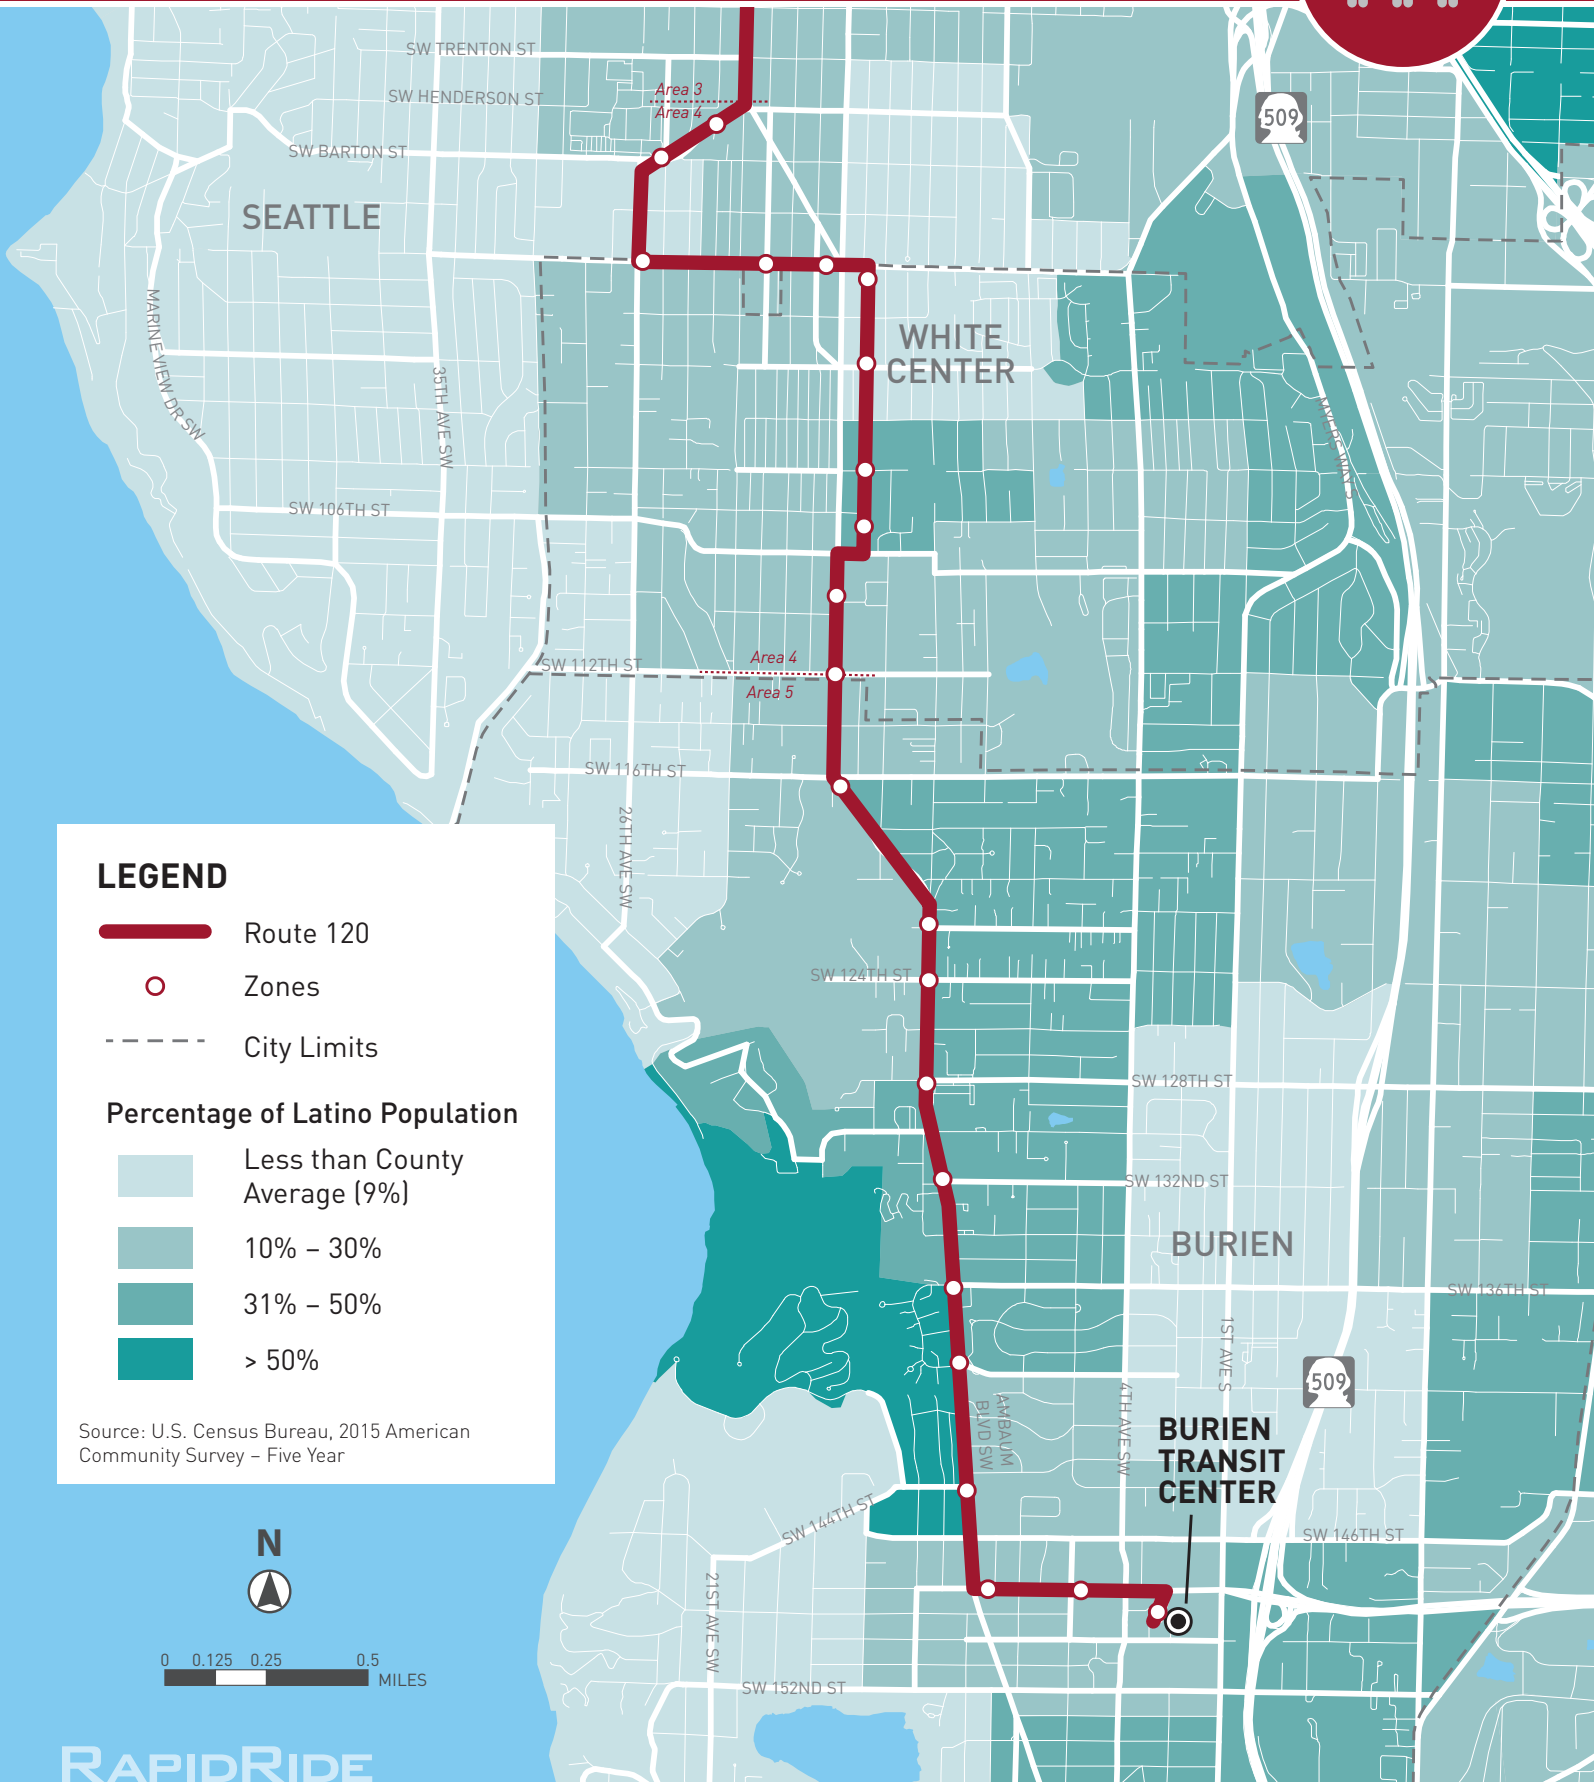 SW TRENTON ST
SW HENDERSON ST
Area 3
Area 4
509
SW BARTON ST
SEATTLE
MARINE VIEW DR SW
WHITE
CENTER
35TH AVE SW
MYERS WAY S
SW 106TH ST
Area 4
SW 112TH ST
Area 5
SW 116TH ST
26TH AVE SW
LEGEND
Route 120
Zones
City Limits
Percentage of Latino Population
Less than County
Average (9%)
10% – 30%
31% – 50%
> 50%
Source: U.S. Census Bureau, 2015 American
Community Survey – Five Year
SW 124TH ST
SW 128TH ST
SW 132ND ST
BURIEN
SW 136TH ST
1ST AVE S
509
4TH AVE SW
AMBAUM
BLVD SW
BURIEN
TRANSIT
CENTER
SW 144TH ST
SW 146TH ST
21ST AVE SW
SW 152ND ST
N
0 0.125 0.25 0.5
MILES
RAPIDRIDE